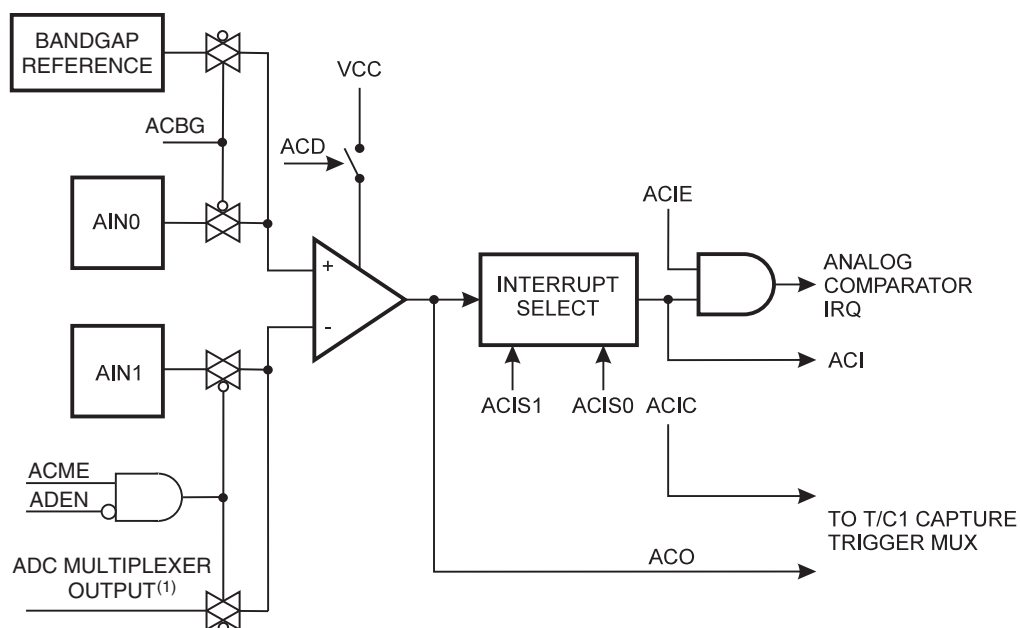 BANDGAP
REFERENCE
VCC
ACBG
ACD
AIN0
ACIE
+
-
INTERRUPT
SELECT
ANALOG
COMPARATOR
IRQ
AIN1
ACI
ACIS1
ACIS0
ACIC
ACME
ADEN
TO T/C1 CAPTURE
TRIGGER MUX
ADC MULTIPLEXER
OUTPUT(1)
ACO